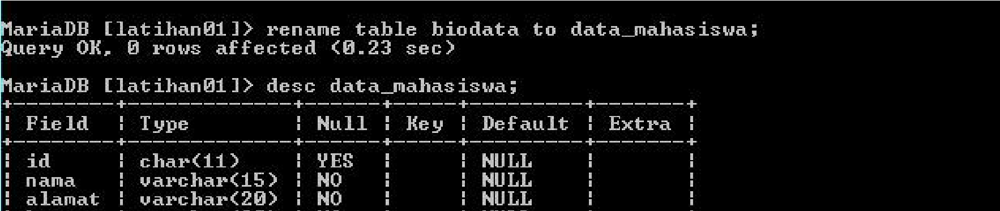 MariaDB [latihan01]> rename table biodata to data_mahasiswa;
Query OK, 0 rows affected (0.23 sec)
MariaDB [latihan01]> desc data_mahasiswa;
+--------+-------------+------+-----+---------+-------+
| Field | Type | Null | Key | Default | Extra |
+--------+-------------+------+-----+---------+-------+
| id | char(11) | YES | | NULL | |
| nama | varchar(15) | NO | | NULL | |
| alamat | varchar(20) | NO | | NULL | |